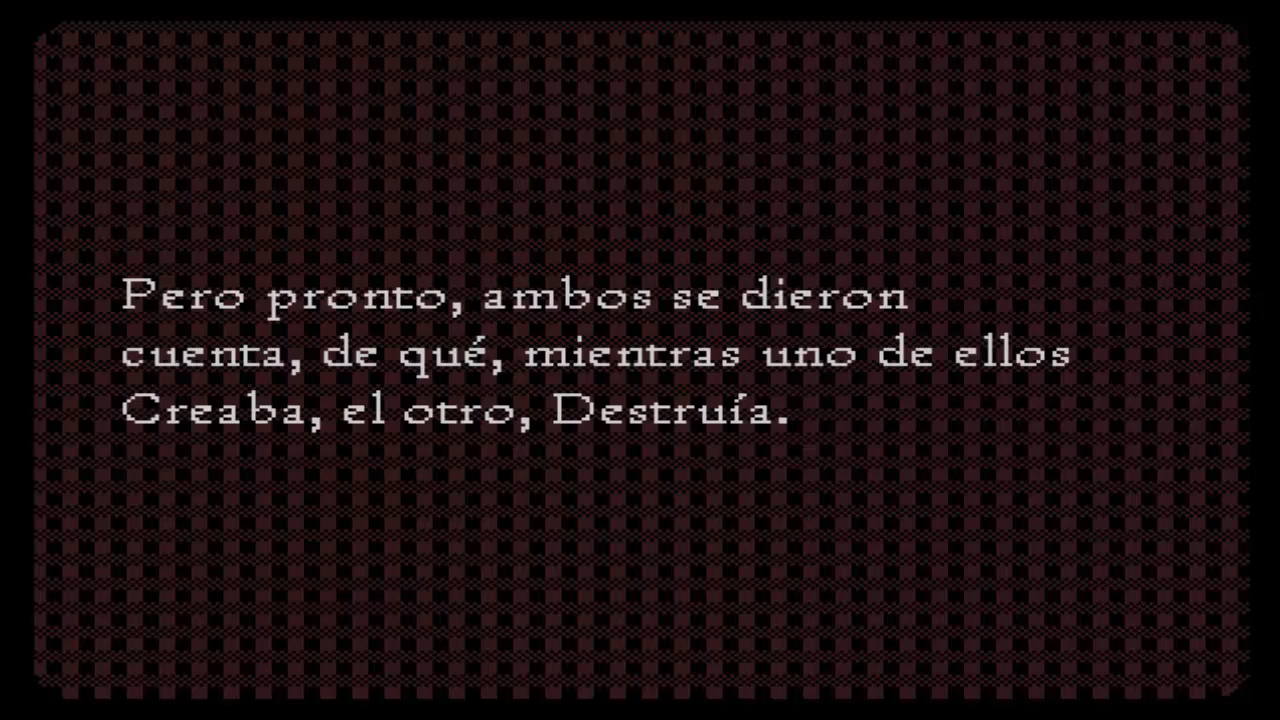 Pero pronto, ambos se dieron
cuenta, de qué, mientras uno de ellos
Creaba, el otro, Destruía.